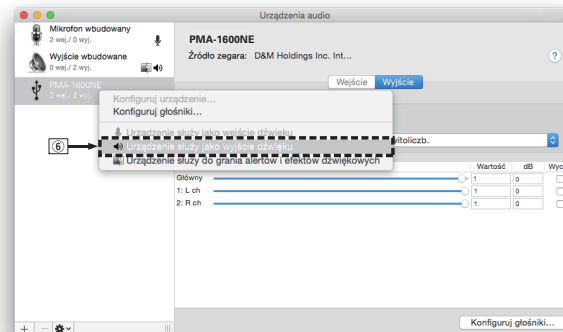 Urządzenia audio
Mikrofon wbudowany
2 wej./ 0 wyj.
Wyjście wbudowane
0 wej./ 2 wyj.
PMA-1600NE
0 wej./ 2 wyj.
PMA-1600NE
Źródło zegara: D&M Holdings Inc. Int...
?
Wejście Wyjście
Konfiguruj urządzenie...
Konfiguruj głośniki...
Urządzenie służy jako wejście dźwięku
6 Urządzenie służy jako wyjście dźwięku
Urządzenie służy do grania alertów i efektów dźwiękowych
witoliczb.
Wartość dB Wyc
Główny 1 0
1: L ch 1 0
2: R ch 1 0
Konfiguruj głośniki...